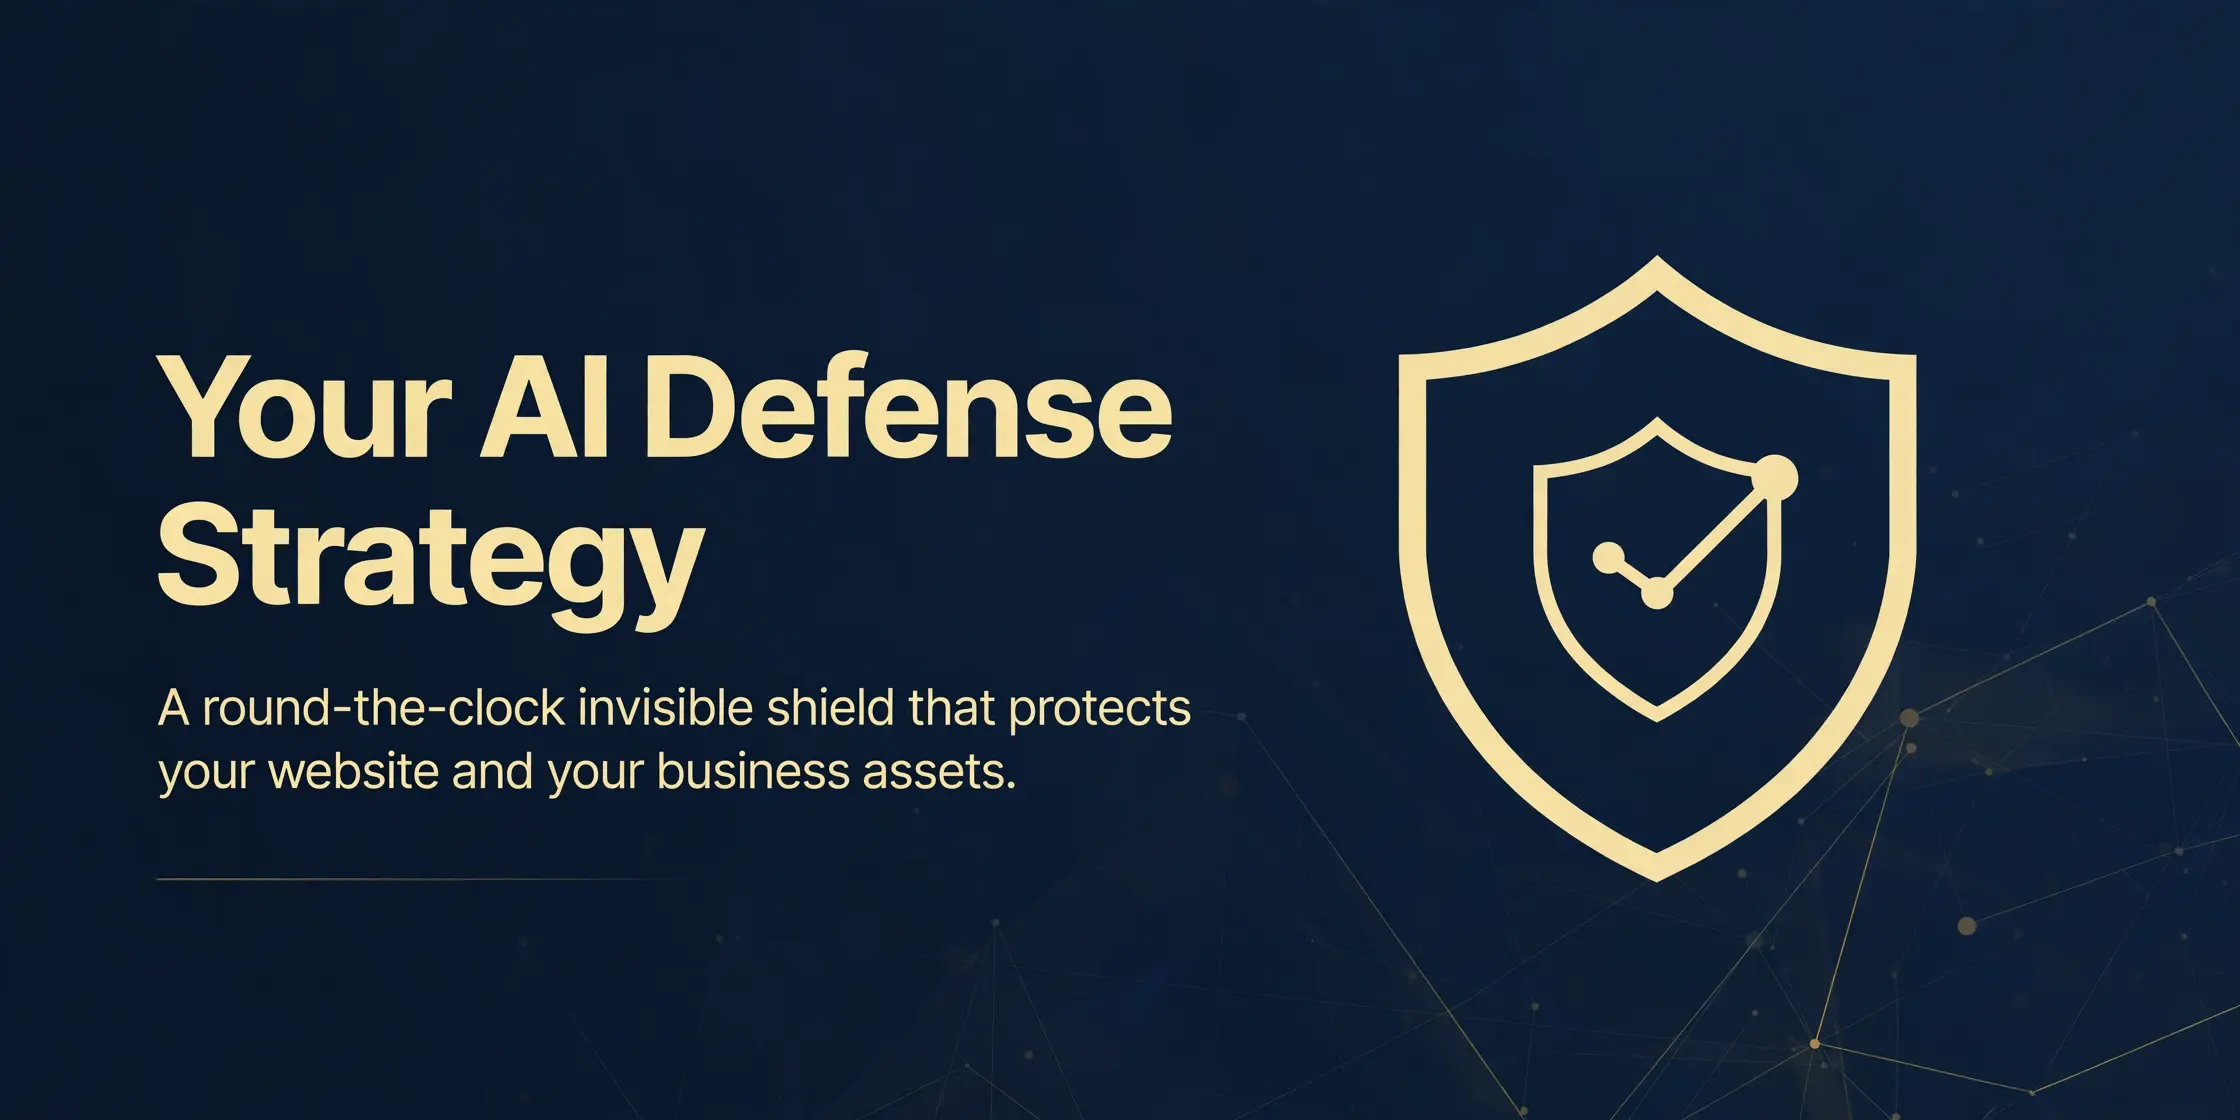 Your AI Defense
Strategy
A round-the-clock invisible shield that protects
your website and your business assets.